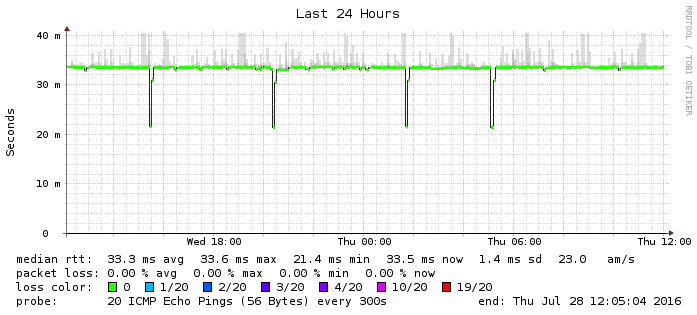 Last 24 Hours
RRDTOOL / TOBI OETIKER
Seconds
40 m
30 m
20 m
10 m
0
Wed 18:00 Thu 00:00 Thu 06:00 Thu 12:00
median rtt: 33.3 ms avg 33.6 ms max 21.4 ms min 33.5 ms now 1.4 ms sd 23.0 am/s
packet loss: 0.00 % avg 0.00 % max 0.00 % min 0.00 % now
loss color: 0 1/20 2/20 3/20 4/20 10/20 19/20
probe: 20 ICMP Echo Pings (56 Bytes) every 300s end: Thu Jul 28 12:05:04 2016